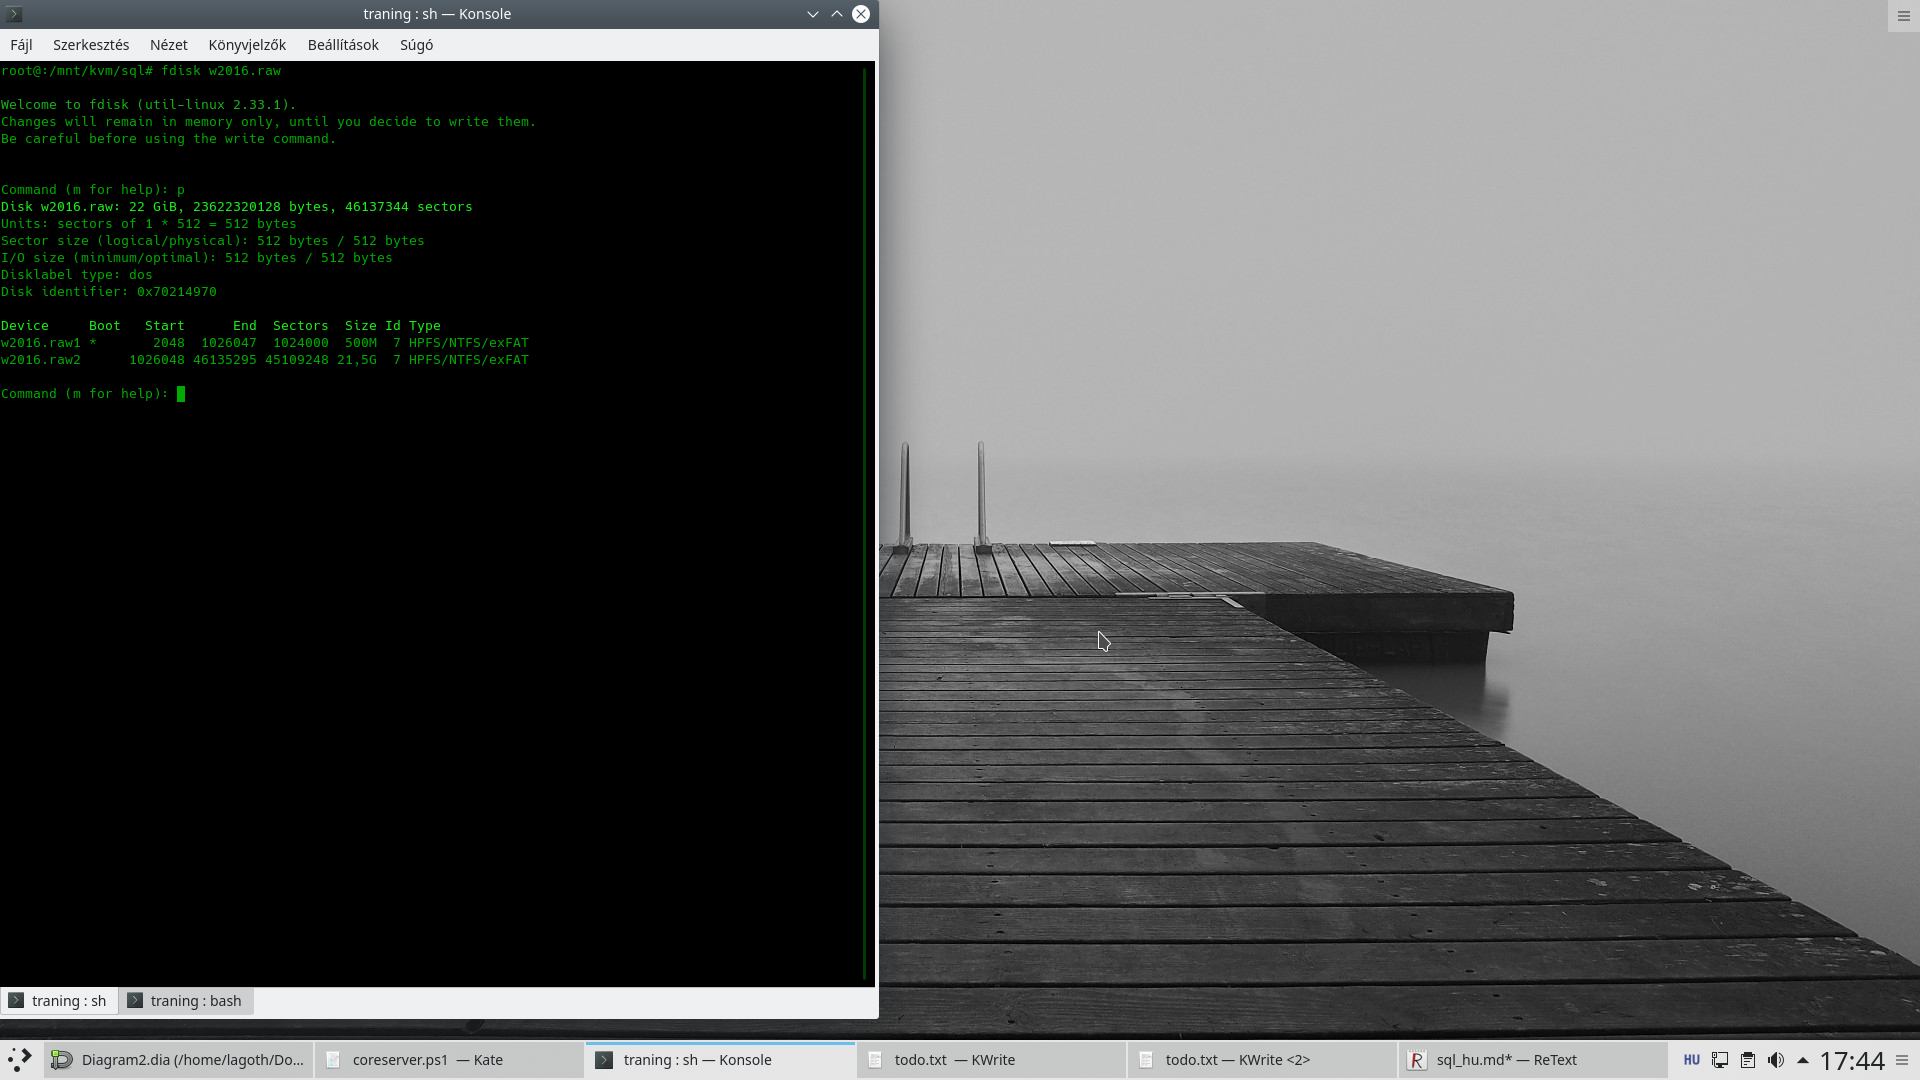 traning : sh — Konsole
Fájl Szerkesztés Nézet Könyvjelzők Beállítások Súgó
root@:/mnt/kvm/sql# fdisk w2016.raw
Welcome to fdisk (util-linux 2.33.1).
Changes will remain in memory only, until you decide to write them.
Be careful before using the write command.
Command (m for help): p
Disk w2016.raw: 22 GiB, 23622320128 bytes, 46137344 sectors
Units: sectors of 1 * 512 = 512 bytes
Sector size (logical/physical): 512 bytes / 512 bytes
I/O size (minimum/optimal): 512 bytes / 512 bytes
Disklabel type: dos
Disk identifier: 0x70214970
Device     Boot   Start      End  Sectors  Size Id Type
w2016.raw1 *       2048  1026047  1024000  500M  7 HPFS/NTFS/exFAT
w2016.raw2      1026048 46135295 45109248 21,5G  7 HPFS/NTFS/exFAT
Command (m for help):
traning : sh traning : bash
Diagram2.dia (/home/lagoth/Do... coreserver.ps1 — Kate traning : sh — Konsole todo.txt — KWrite todo.txt — KWrite <2> sql_hu.md* — ReText HU 17:44